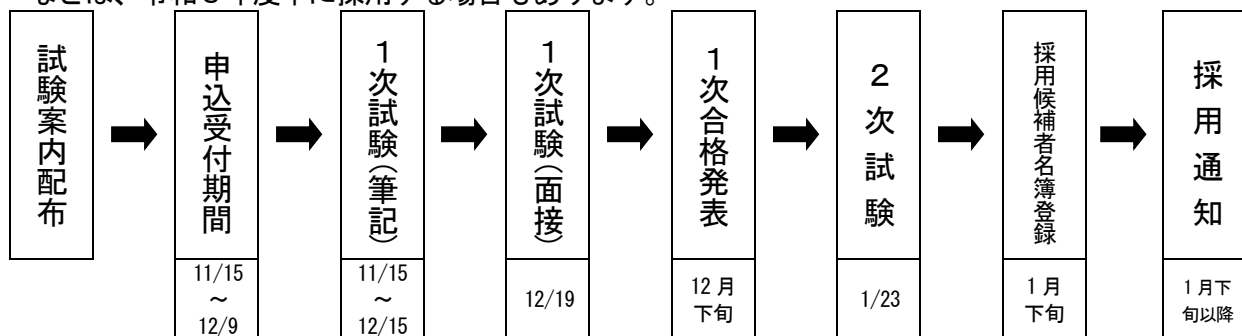 試験案内配布
申込受付期間
11/15
~
12/9
1次試験(筆記)
11/15
~
12/15
1次試験(面接)
12/19
1次合格発表
12月
下旬
2次試験
1/23
採用候補者名簿登録
1月
下旬
採用通知
1月下
旬以降